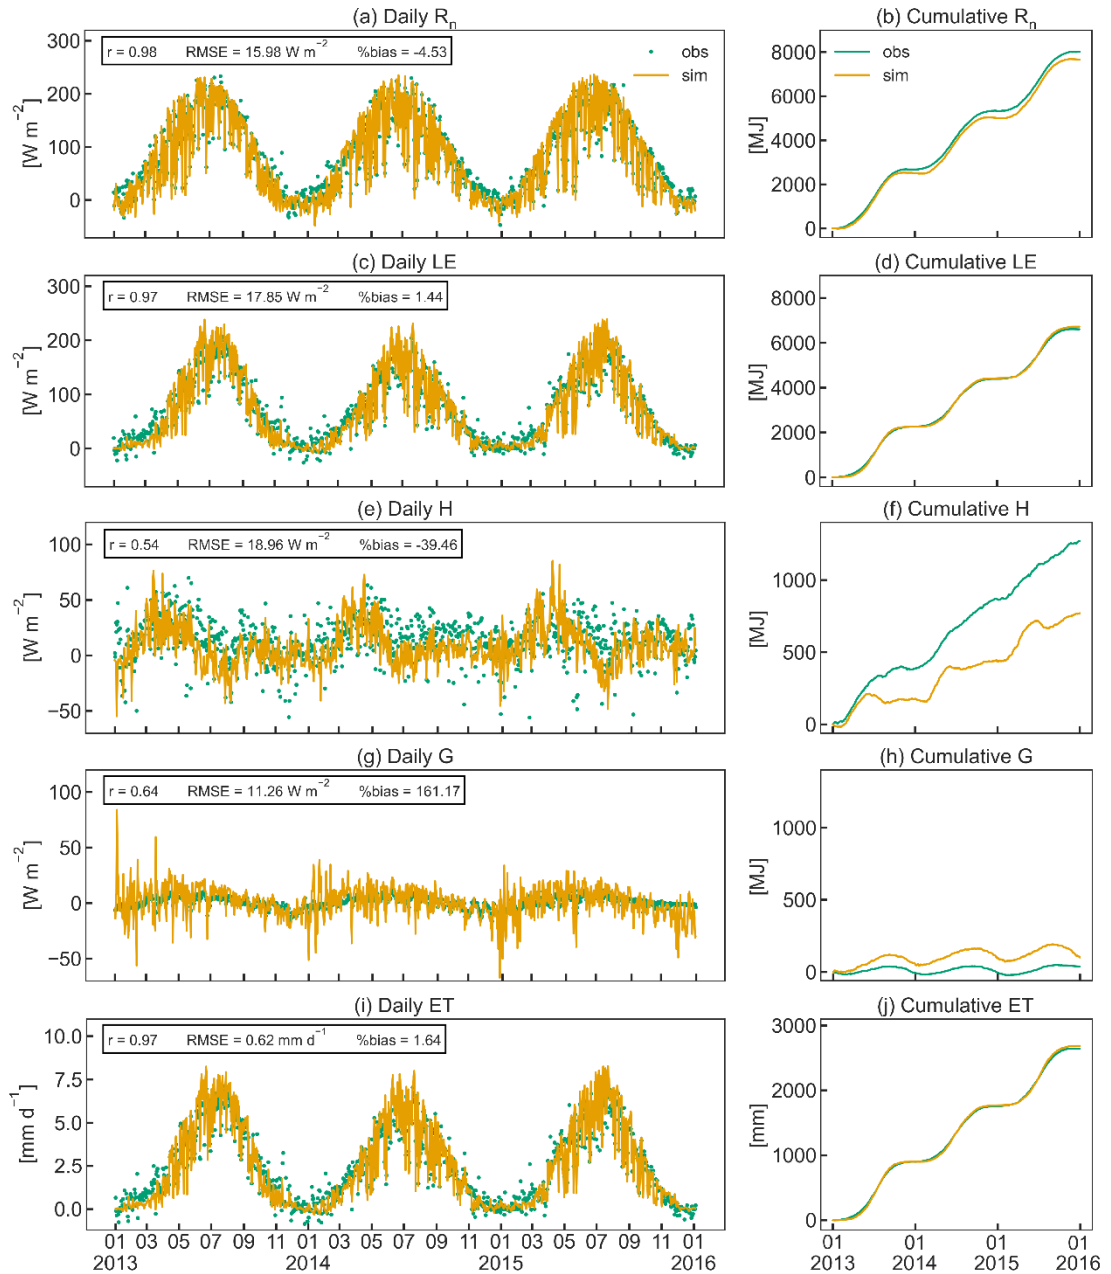 (a) Daily Rn
(b) Cumulative Rn
r = 0.98 RMSE = 15.98 W m−2 %bias = -4.53
obs
sim
300
200
100
0
[W m−2]
obs
sim
8000
6000
4000
2000
0
[MJ]
(c) Daily LE
(d) Cumulative LE
r = 0.97 RMSE = 17.85 W m−2 %bias = 1.44
300
200
100
0
[W m−2]
8000
6000
4000
2000
0
[MJ]
(e) Daily H
(f) Cumulative H
r = 0.54 RMSE = 18.96 W m−2 %bias = -39.46
100
50
0
−50
[W m−2]
1000
500
0
[MJ]
(g) Daily G
(h) Cumulative G
r = 0.64 RMSE = 11.26 W m−2 %bias = 161.17
100
50
0
−50
[W m−2]
1000
500
0
[MJ]
(i) Daily ET
(j) Cumulative ET
r = 0.97 RMSE = 0.62 mm d−1 %bias = 1.64
10.0
7.5
5.0
2.5
0.0
[mm d−1]
3000
2000
1000
0
[mm]
01 03 05 07 09 11 01 03 05 07 09 11 01 03 05 07 09 11 01
2013 2014 2015 2016
01 01 01 01
2013 2014 2015 2016